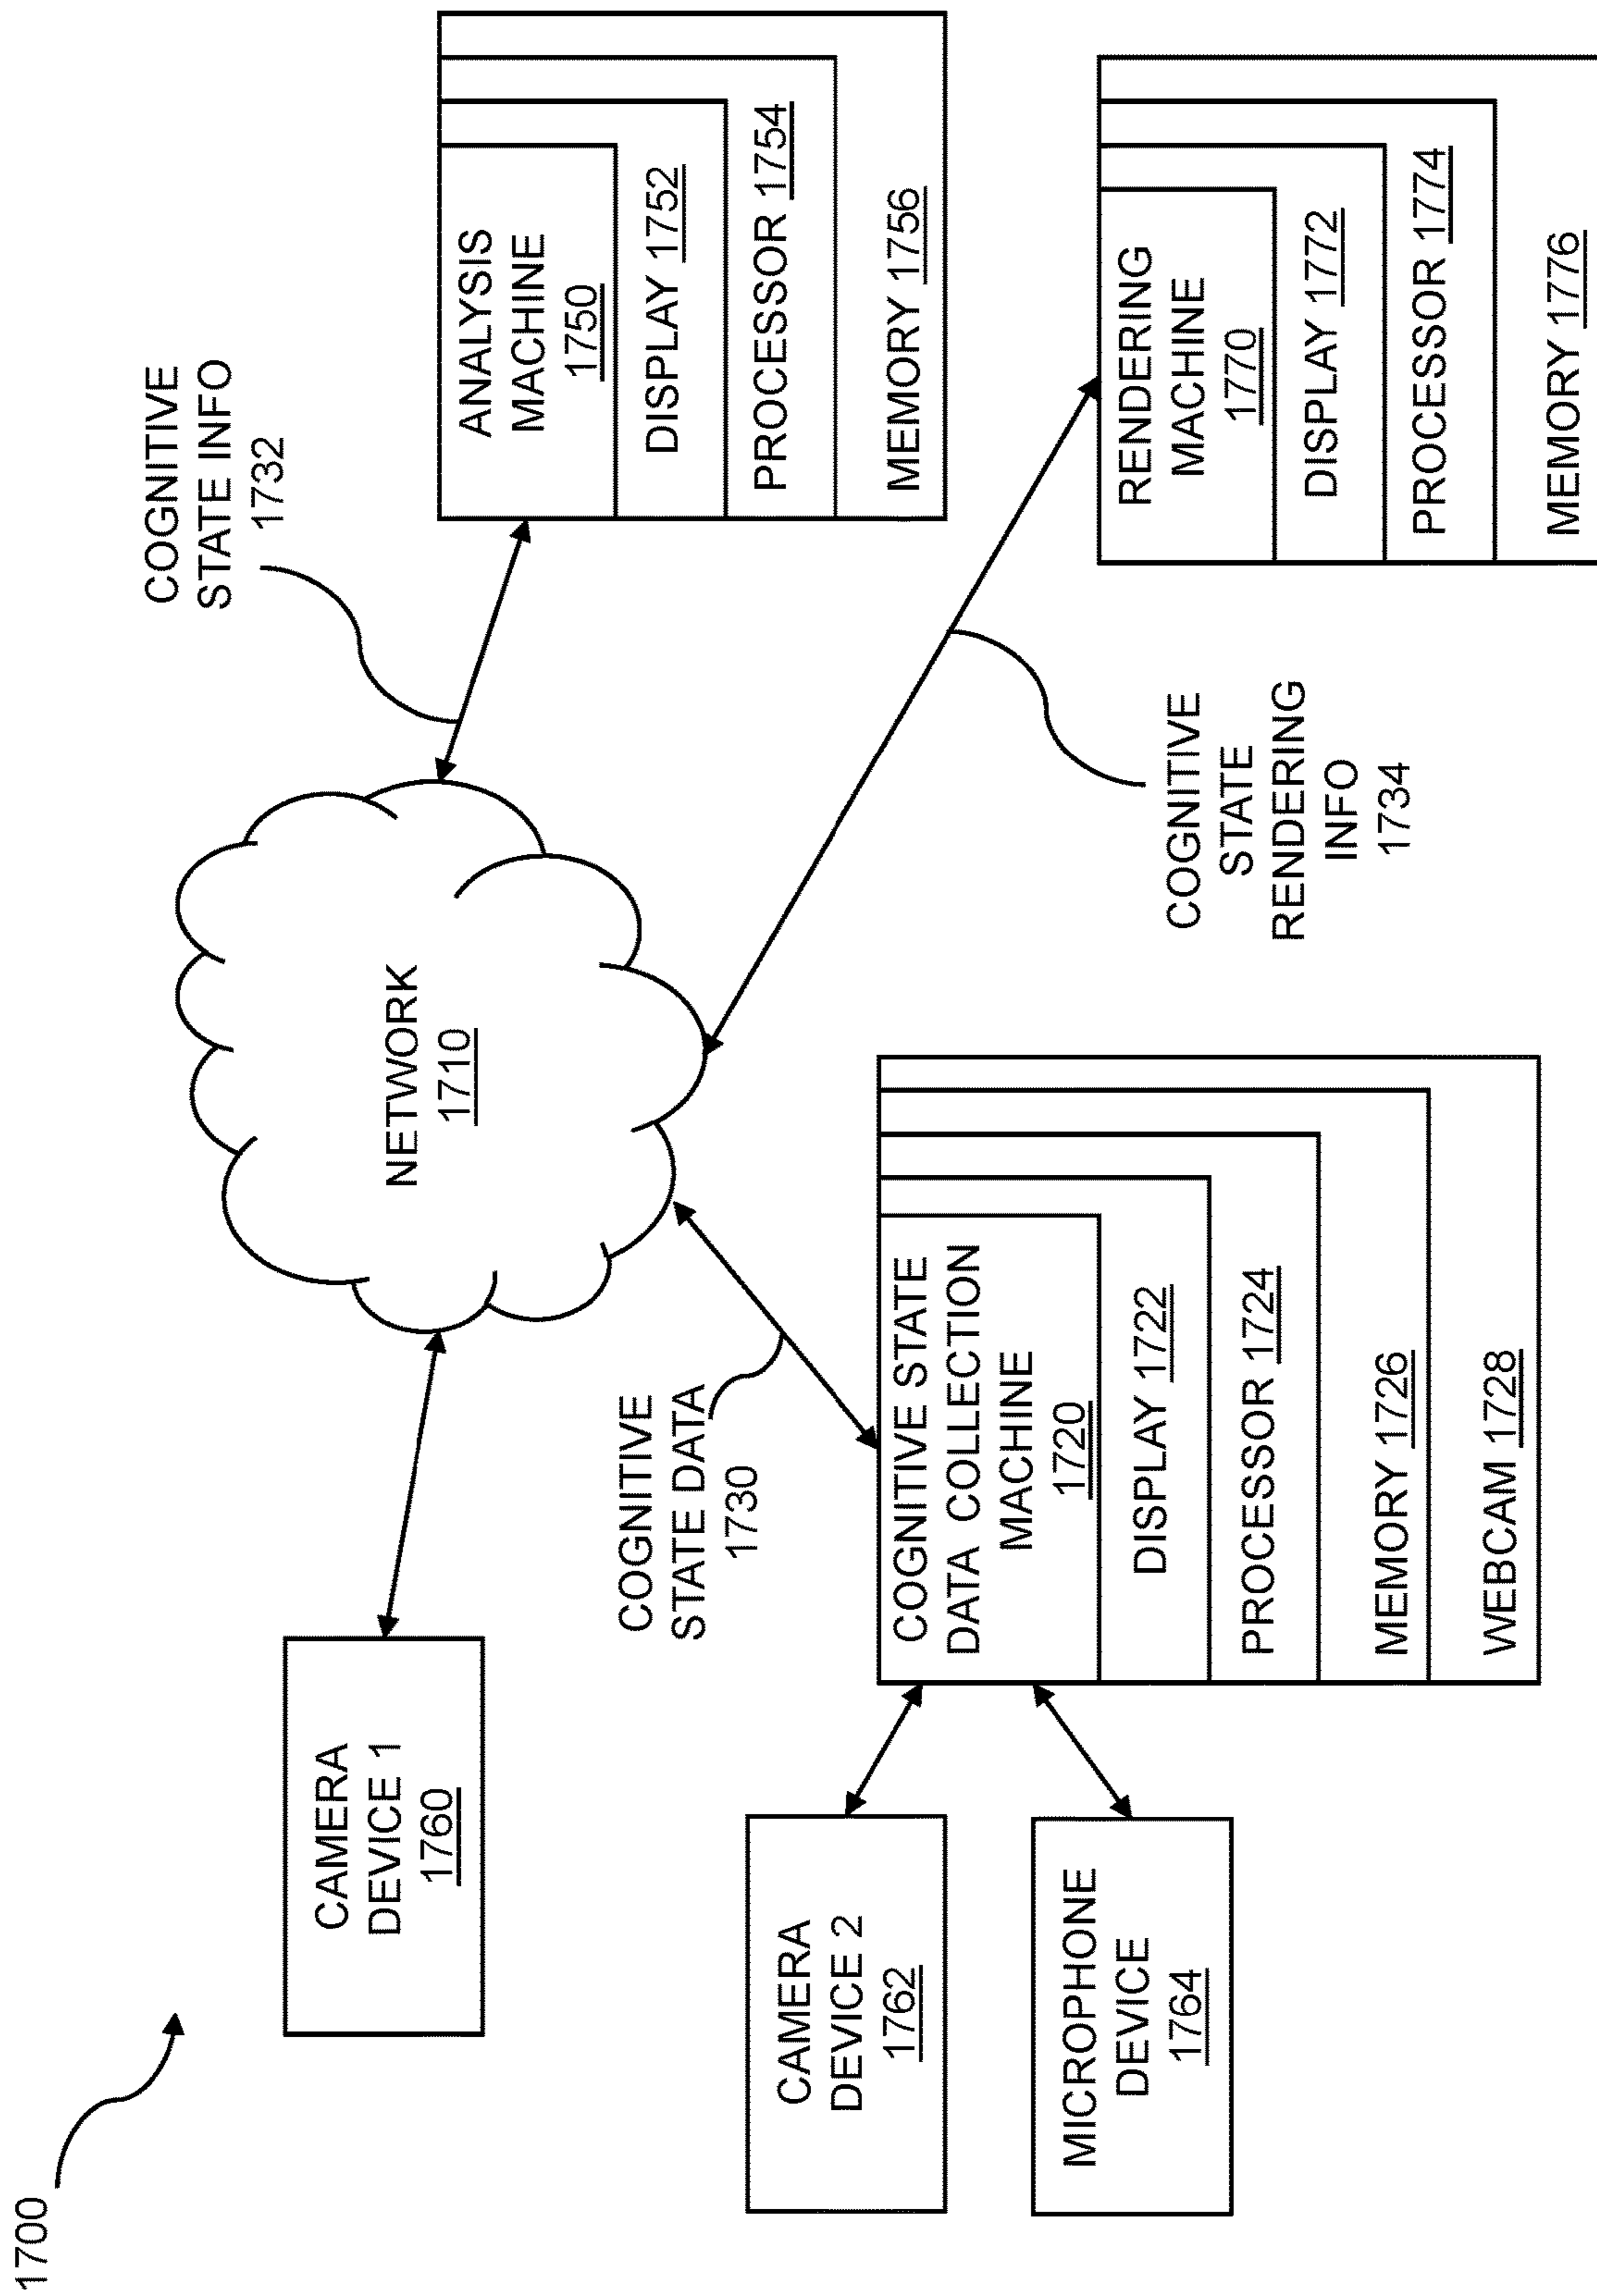 1700
CAMERA
DEVICE 1
1760
NETWORK
1710
COGNITIVE
STATE INFO
1732
ANALYSIS
MACHINE
1750
DISPLAY 1752
PROCESSOR 1754
MEMORY 1756
COGNITIVE
STATE DATA
1730
CAMERA
DEVICE 2
1762
MICROPHONE
DEVICE
1764
COGNITIVE STATE
DATA COLLECTION
MACHINE
1720
DISPLAY 1722
PROCESSOR 1724
MEMORY 1726
WEBCAM 1728
COGNITIVE
STATE
RENDERING
INFO
1734
RENDERING
MACHINE
1770
DISPLAY 1772
PROCESSOR 1774
MEMORY 1776